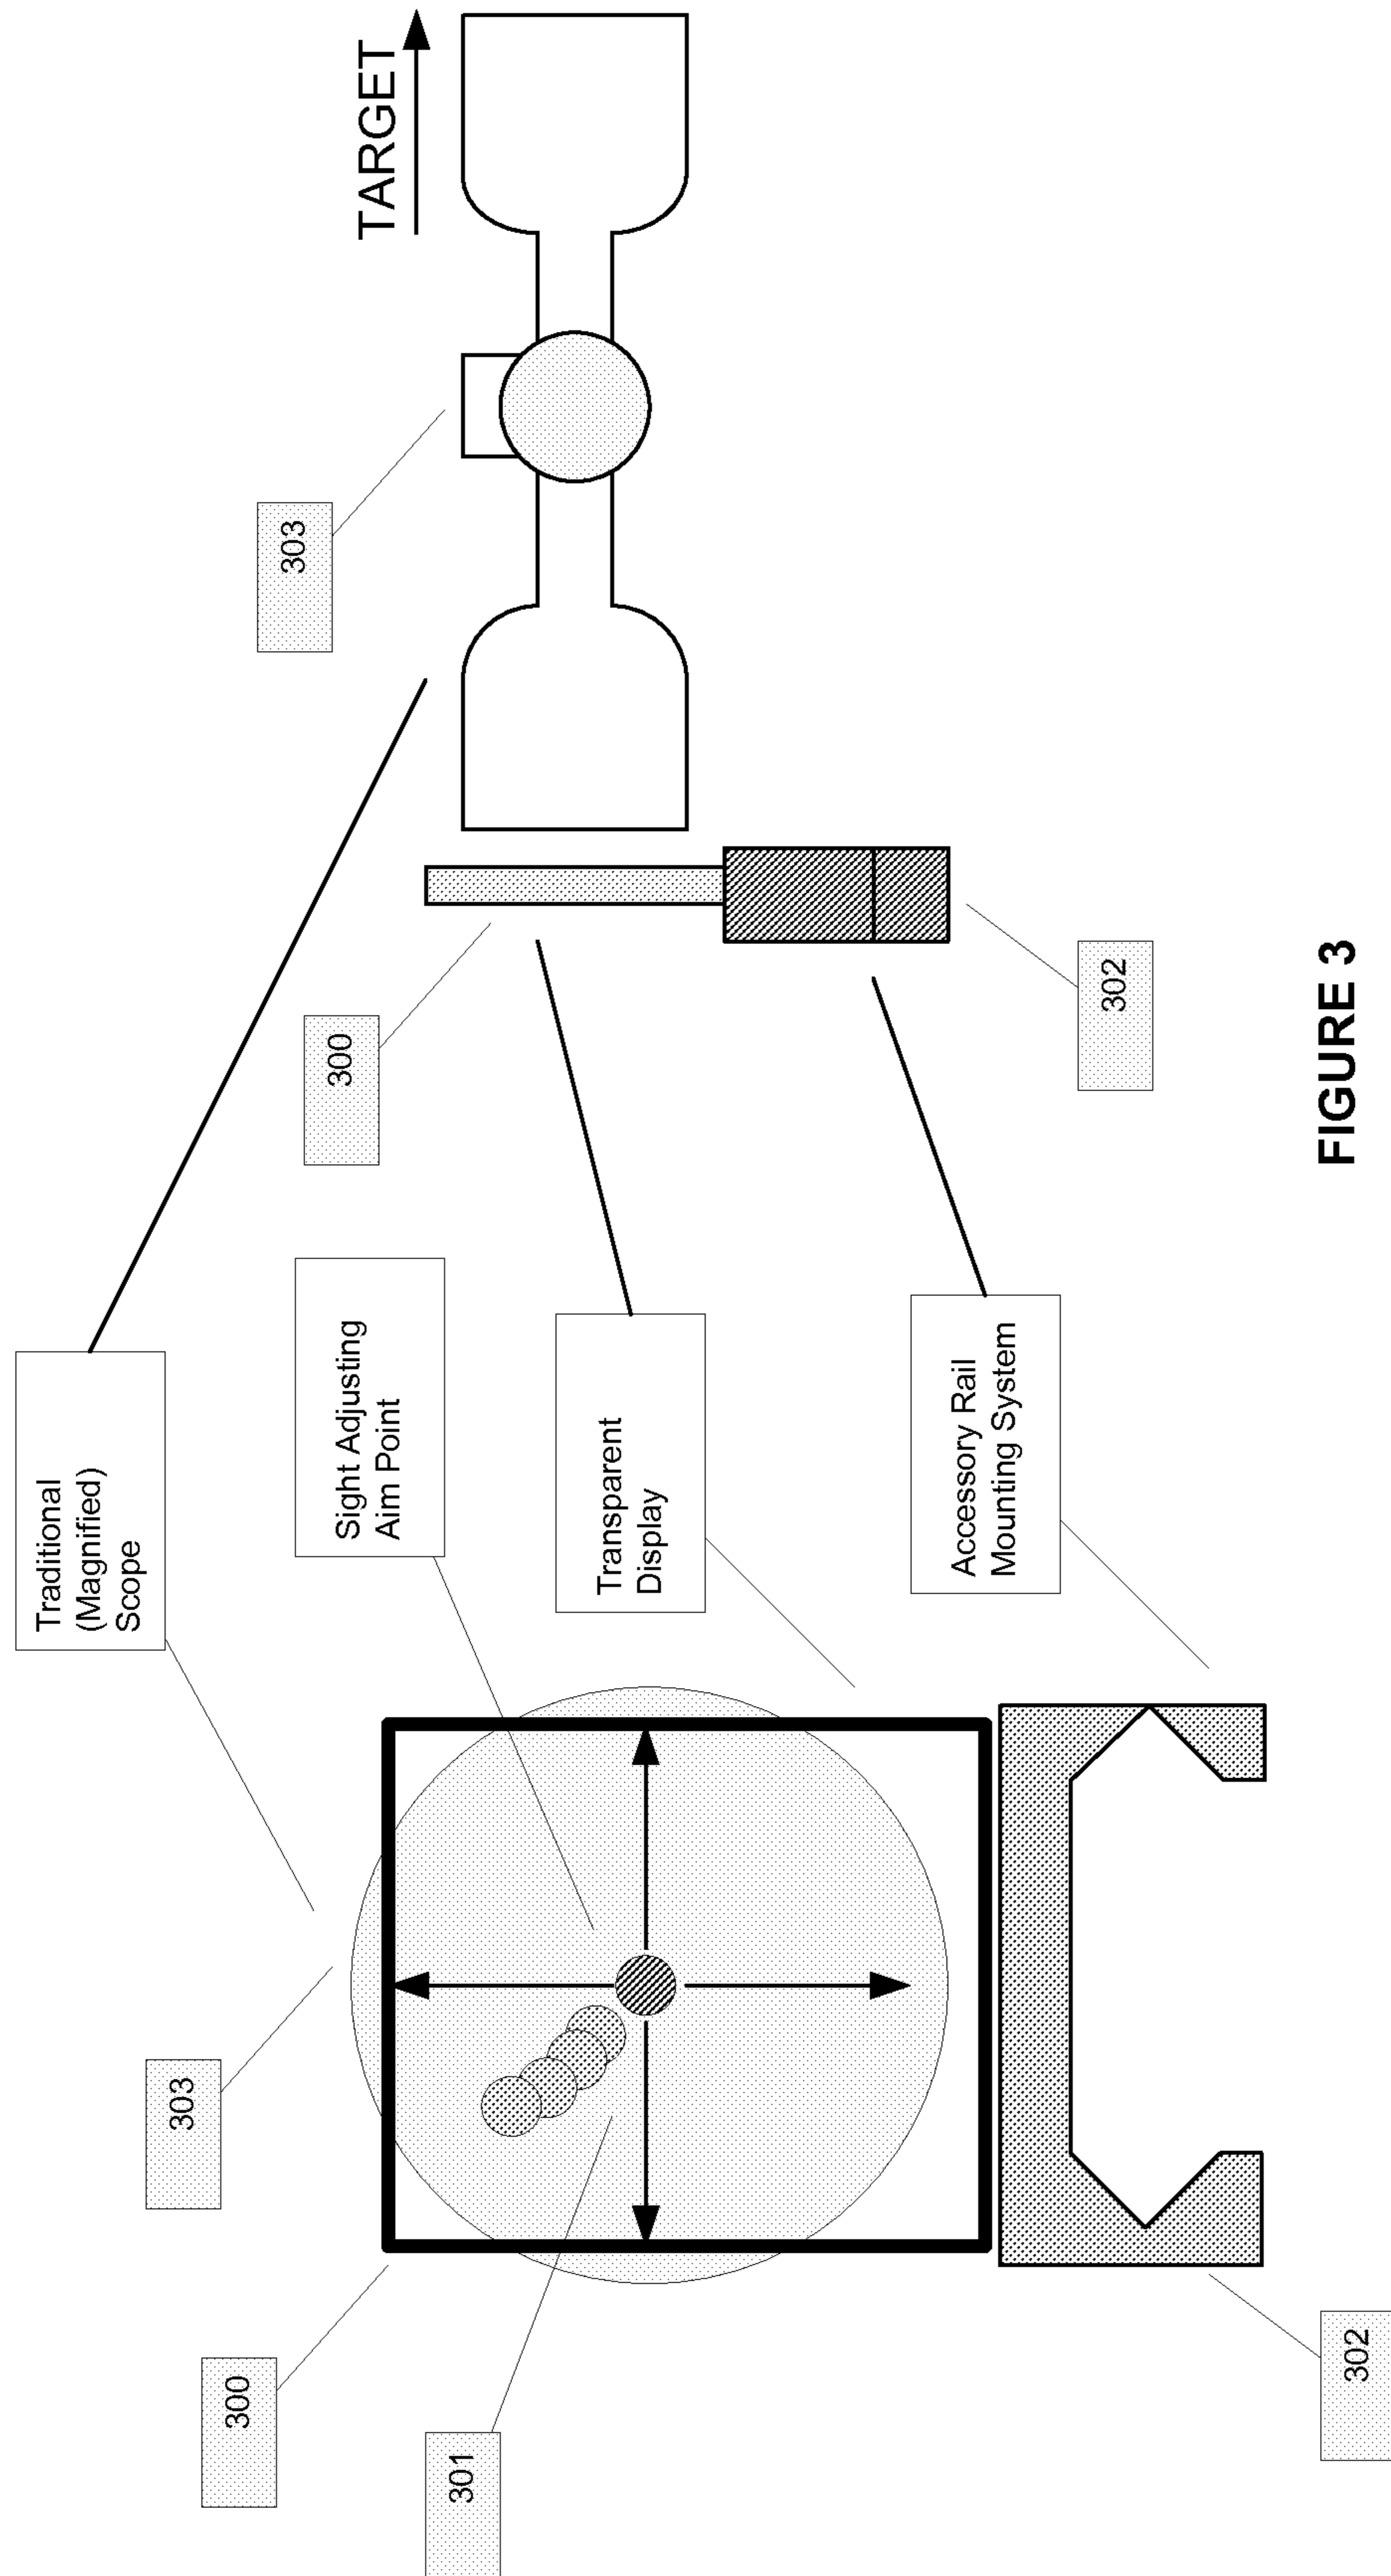 Traditional
(Magnified)
Scope
303
300
303
Sight Adjusting
Aim Point
300
TARGET
301
Transparent
Display
Accessory Rail
Mounting System
302
302
FIGURE 3